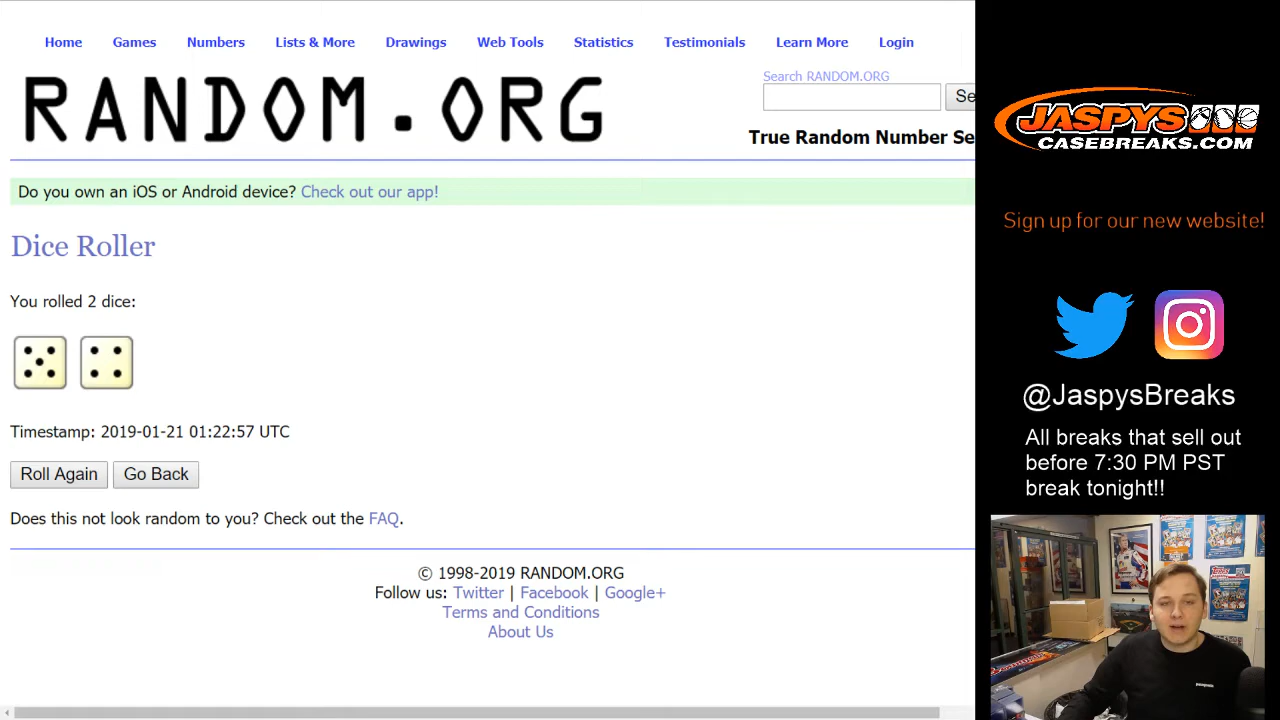 Home Games Numbers Lists & More Drawings Web Tools Statistics Testimonials Learn More Login
RANDOM.ORG
Search RANDOM.ORG
Se
True Random Number Se
Do you own an iOS or Android device? Check out our app!
Dice Roller
You rolled 2 dice:
Timestamp: 2019-01-21 01:22:57 UTC
Roll Again Go Back
Does this not look random to you? Check out the FAQ.
© 1998-2019 RANDOM.ORG
Follow us: Twitter | Facebook | Google+
Terms and Conditions
About Us
JASPYS
CASEBREAKS.COM
Sign up for our new website!
@JaspysBreaks
All breaks that sell out
before 7:30 PM PST
break tonight!!